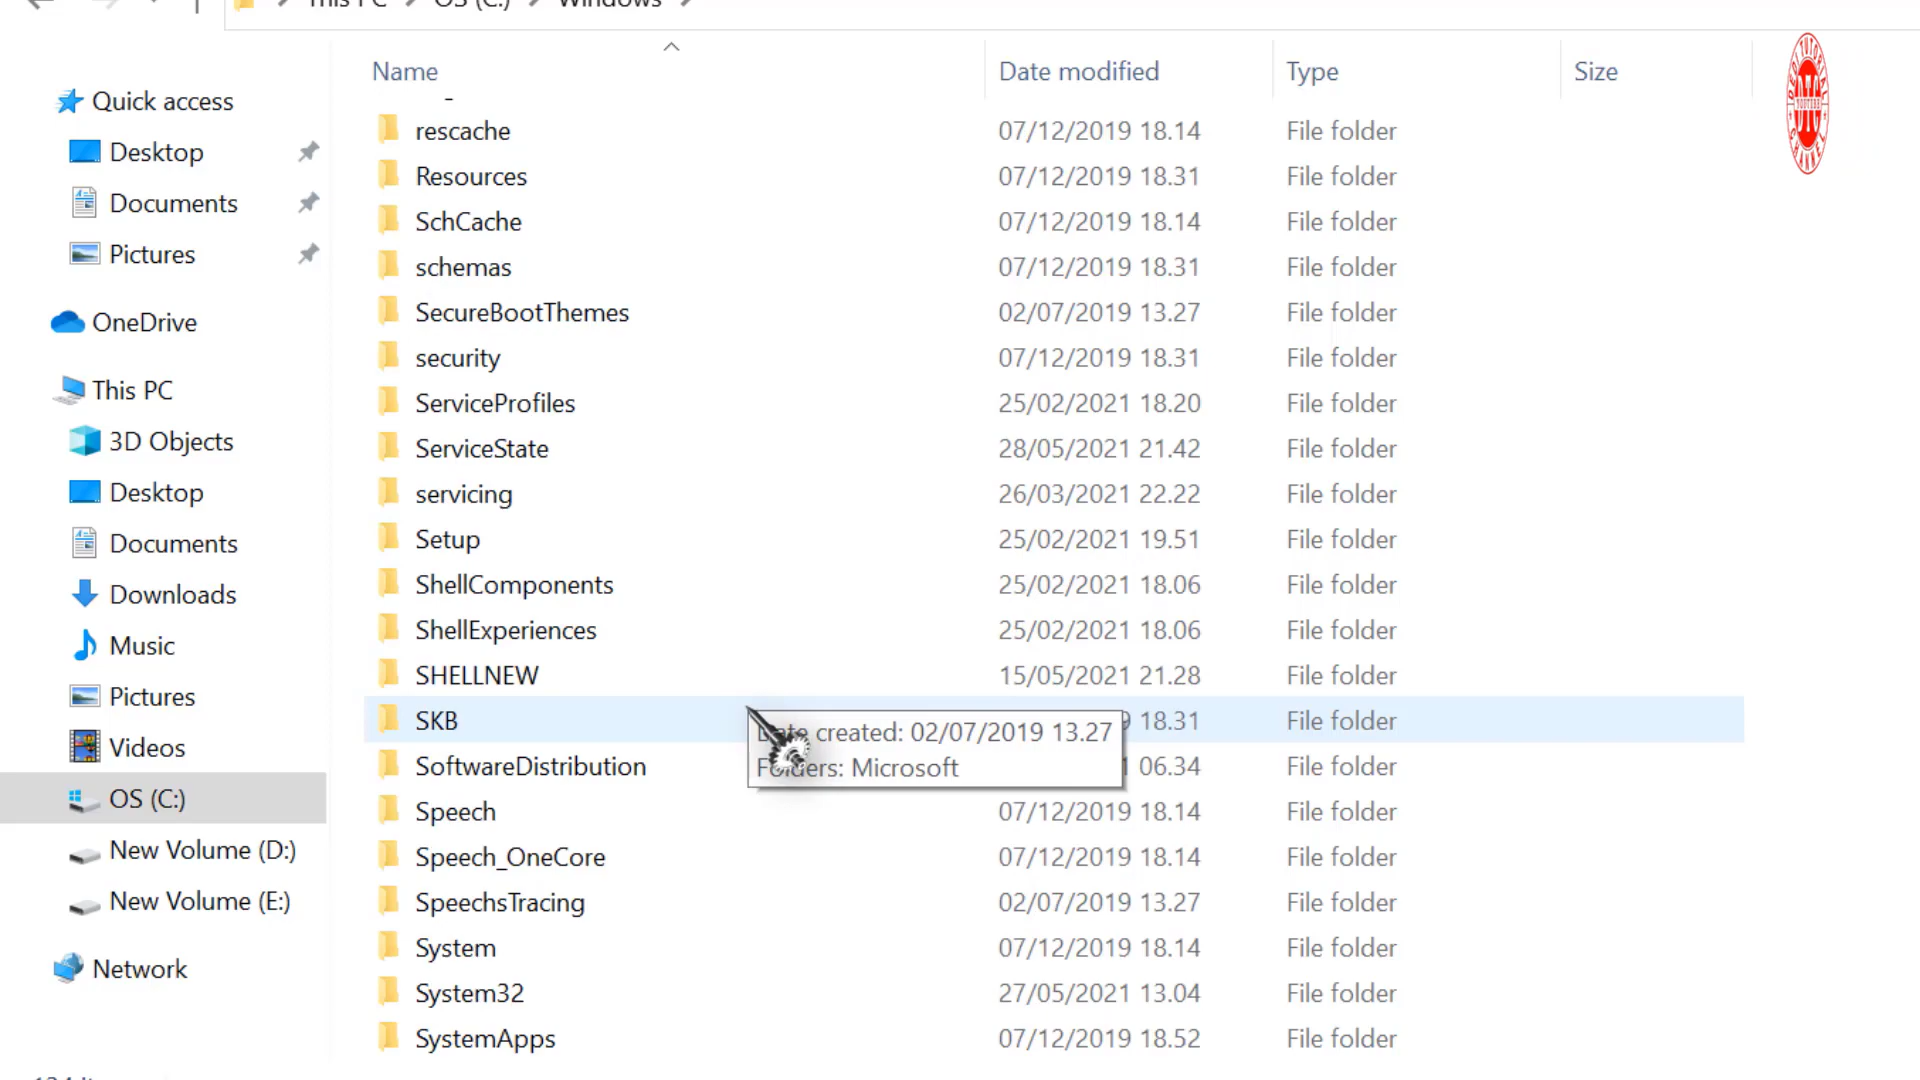 This PC OS (C:) Windows
Name Date modified Type Size
Quick access
Desktop
Documents
Pictures
OneDrive
This PC
3D Objects
Desktop
Documents
Downloads
Music
Pictures
Videos
OS (C:)
New Volume (D:)
New Volume (E:)
Network
rescache 07/12/2019 18.14 File folder
Resources 07/12/2019 18.31 File folder
SchCache 07/12/2019 18.14 File folder
schemas 07/12/2019 18.31 File folder
SecureBootThemes 02/07/2019 13.27 File folder
security 07/12/2019 18.31 File folder
ServiceProfiles 25/02/2021 18.20 File folder
ServiceState 28/05/2021 21.42 File folder
servicing 26/03/2021 22.22 File folder
Setup 25/02/2021 19.51 File folder
ShellComponents 25/02/2021 18.06 File folder
ShellExperiences 25/02/2021 18.06 File folder
SHELLNEW 15/05/2021 21.28 File folder
SKB 18.31 File folder
Date created: 02/07/2019 13.27
Folders: Microsoft
SoftwareDistribution 06.34 File folder
Speech 07/12/2019 18.14 File folder
Speech_OneCore 07/12/2019 18.14 File folder
SpeechsTracing 02/07/2019 13.27 File folder
System 07/12/2019 18.14 File folder
System32 27/05/2021 13.04 File folder
SystemApps 07/12/2019 18.52 File folder